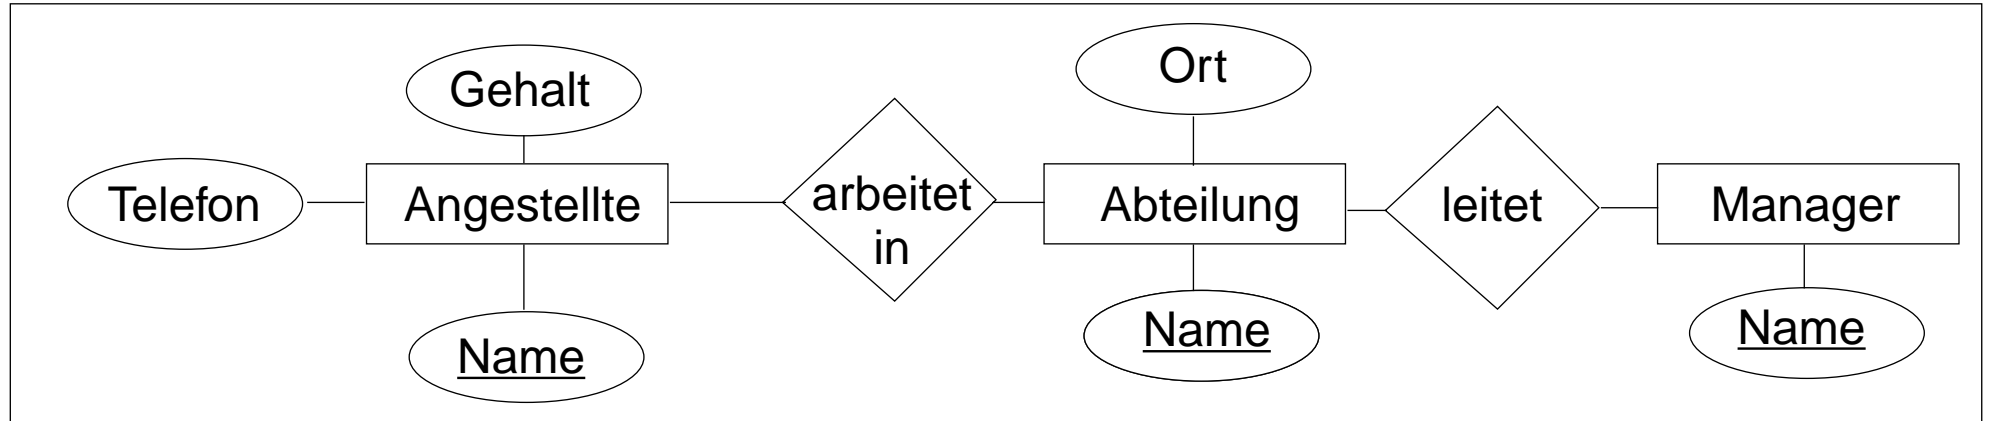 Gehalt
Ort
Telefon
Angestellte
arbeitet
in
Abteilung
leitet
Manager
Name
Name
Name